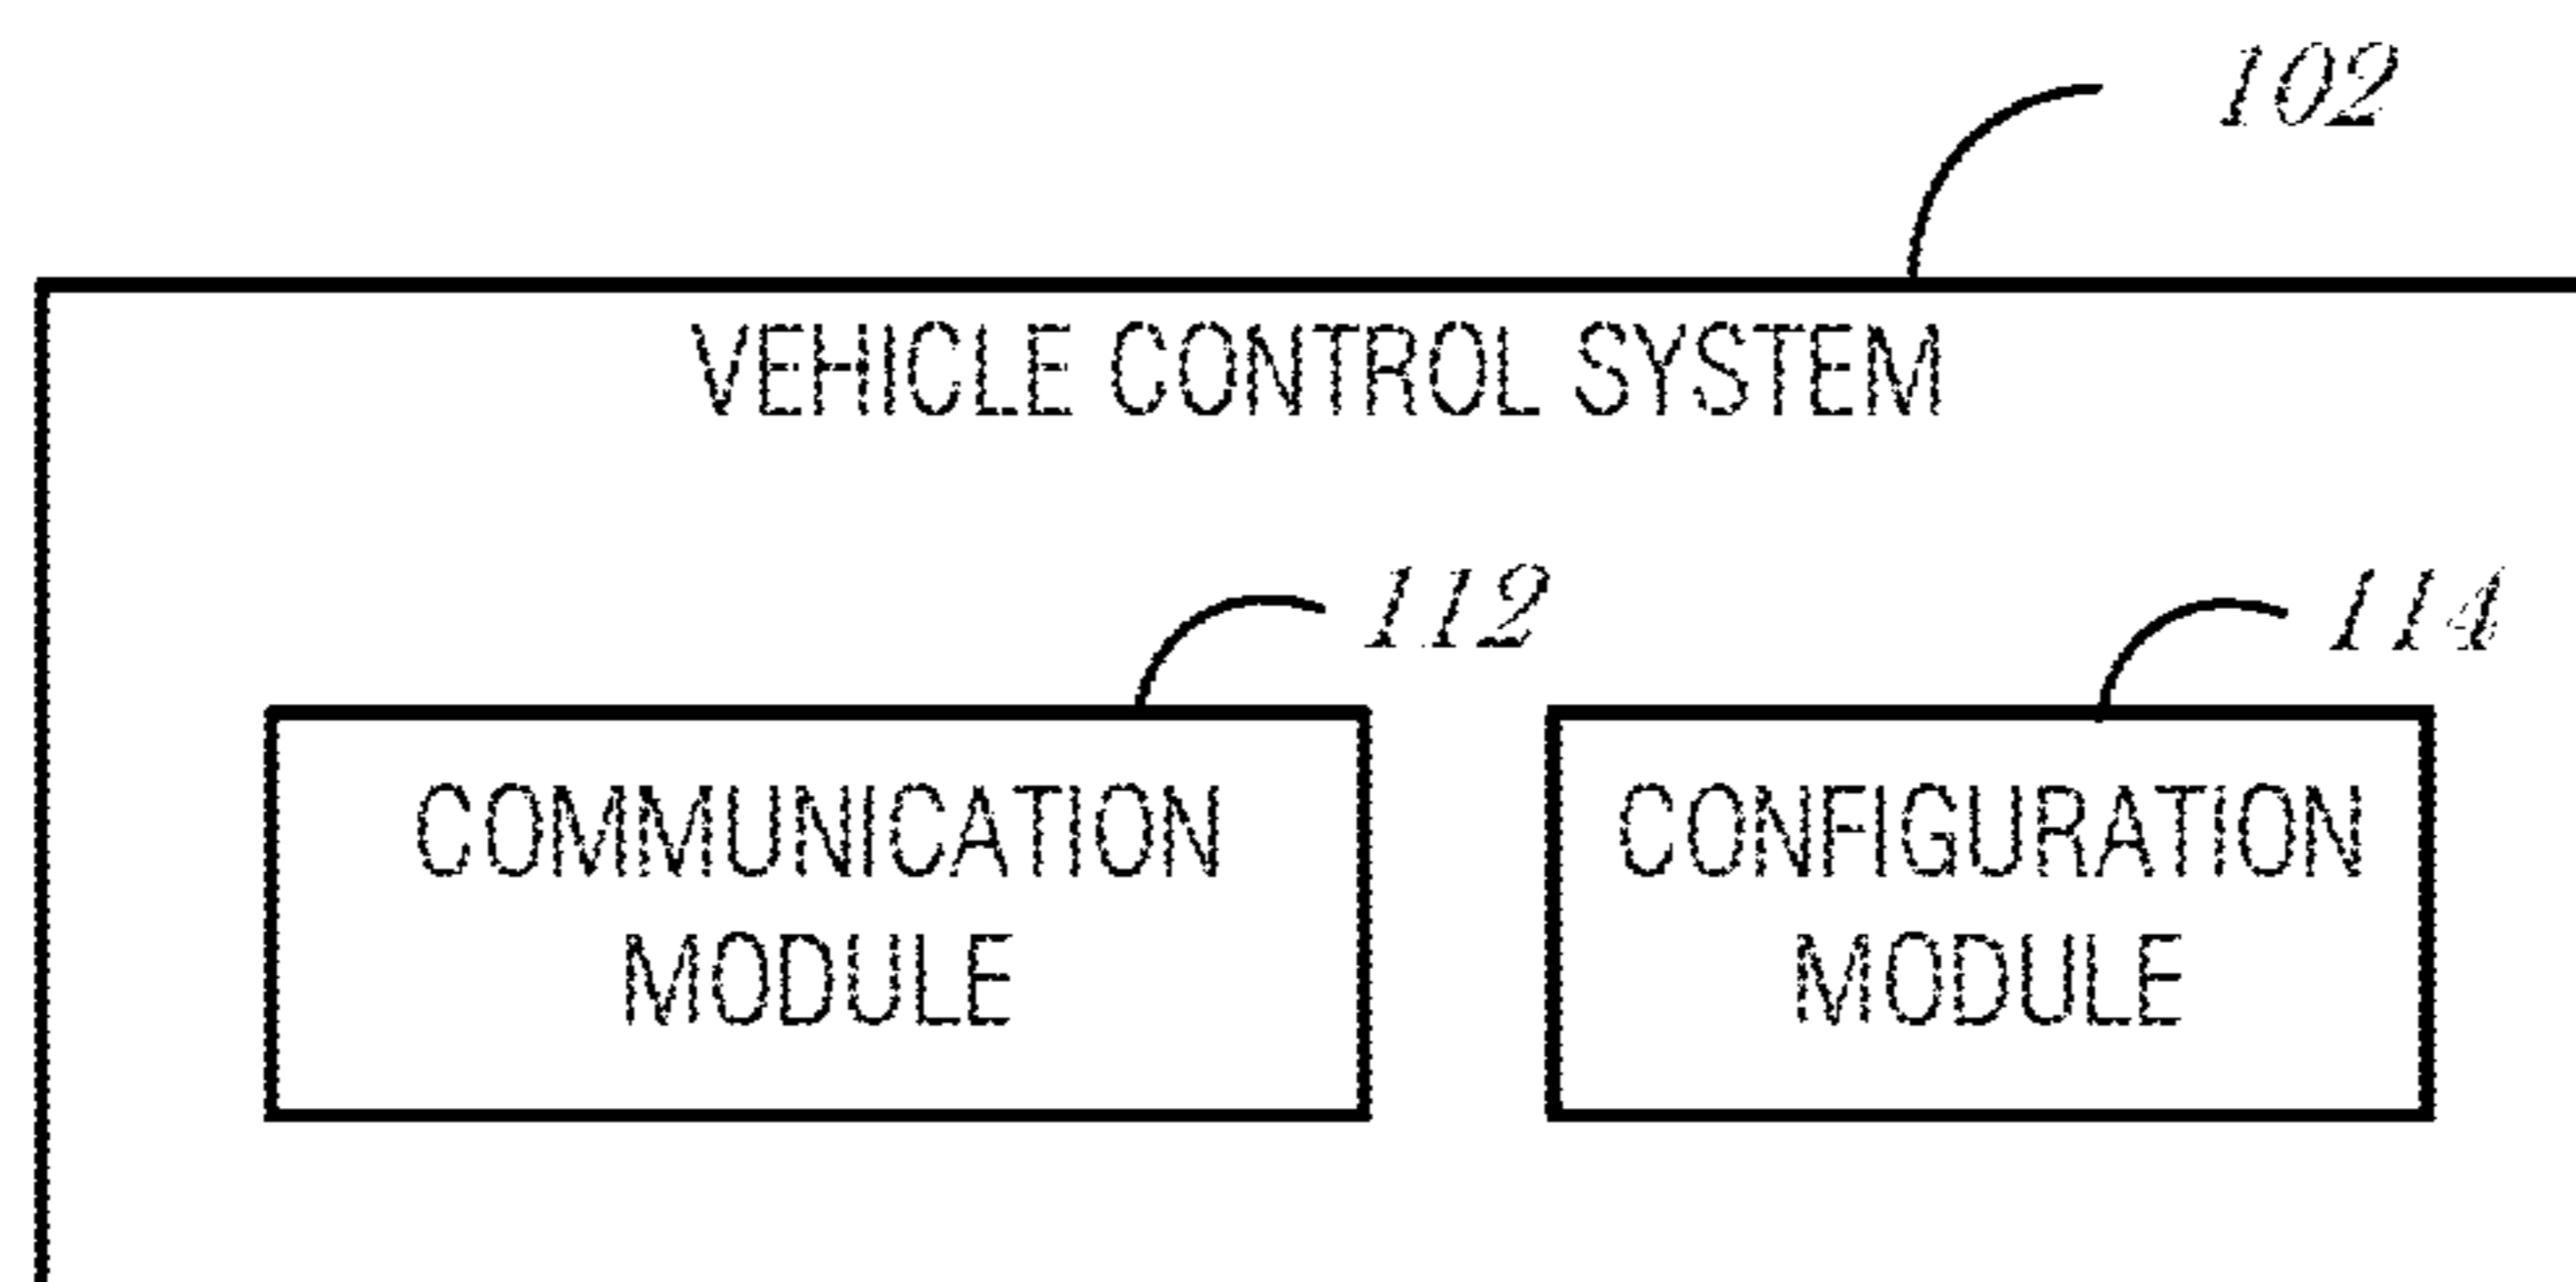 102
VEHICLE CONTROL SYSTEM
112
114
COMMUNICATION
MODULE
CONFIGURATION
MODULE